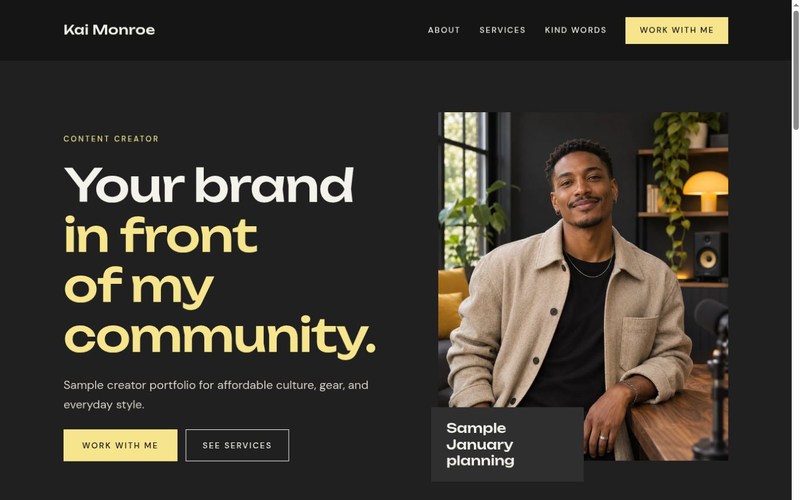 Kai Monroe
ABOUT
SERVICES
KIND WORDS
WORK WITH ME
CONTENT CREATOR
Your brand
in front
of my
community.
Sample creator portfolio for affordable culture, gear, and
everyday style.
WORK WITH ME
SEE SERVICES
Sample
January
planning